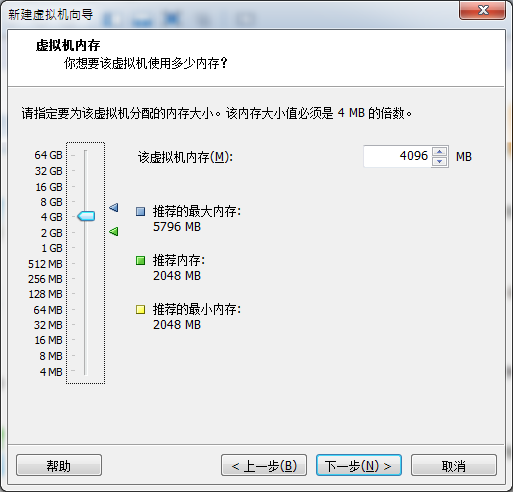 新建虚拟机向导
虚拟机内存
你想要该虚拟机使用多少内存？
请指定要为该虚拟机分配的内存大小。该内存大小值必须是 4 MB 的倍数。
64 GB
32 GB
16 GB
8 GB
4 GB
2 GB
1 GB
512 MB
256 MB
128 MB
64 MB
32 MB
16 MB
8 MB
4 MB
该虚拟机内存(M): 4096 MB
推荐的最大内存:
5796 MB
推荐内存:
2048 MB
推荐的最小内存:
2048 MB
帮助 < 上一步(B) 下一步(N) > 取消